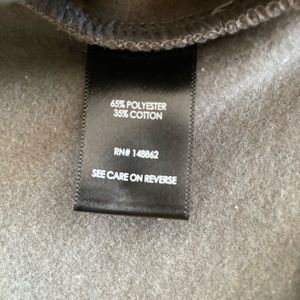 65% POLYESTER
35% COTTON
RN# 148862
SEE CARE ON REVERSE